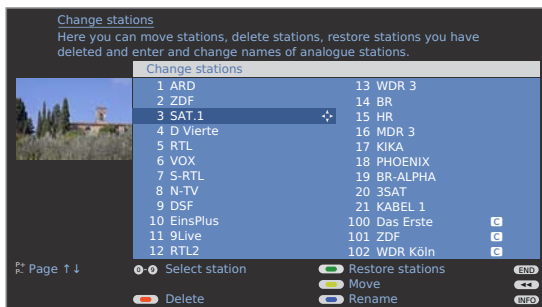 Change stations
Here you can move stations, delete stations, restore stations you have
deleted and enter and change names of analogue stations.
Change stations
1 ARD
2 ZDF
3 SAT.1
4 D Vierte
5 RTL
6 VOX
7 S-RTL
8 N-TV
9 DSF
10 EinsPlus
11 9Live
12 RTL2
13 WDR 3
14 BR
15 HR
16 MDR 3
17 KIKA
18 PHOENIX
19 BR-ALPHA
20 3SAT
21 KABEL 1
100 Das Erste C
101 ZDF C
102 WDR Köln C
P+ P- Page ↑↓
0-9 Select station
Restore stations
END
Move
Delete
Rename
INFO